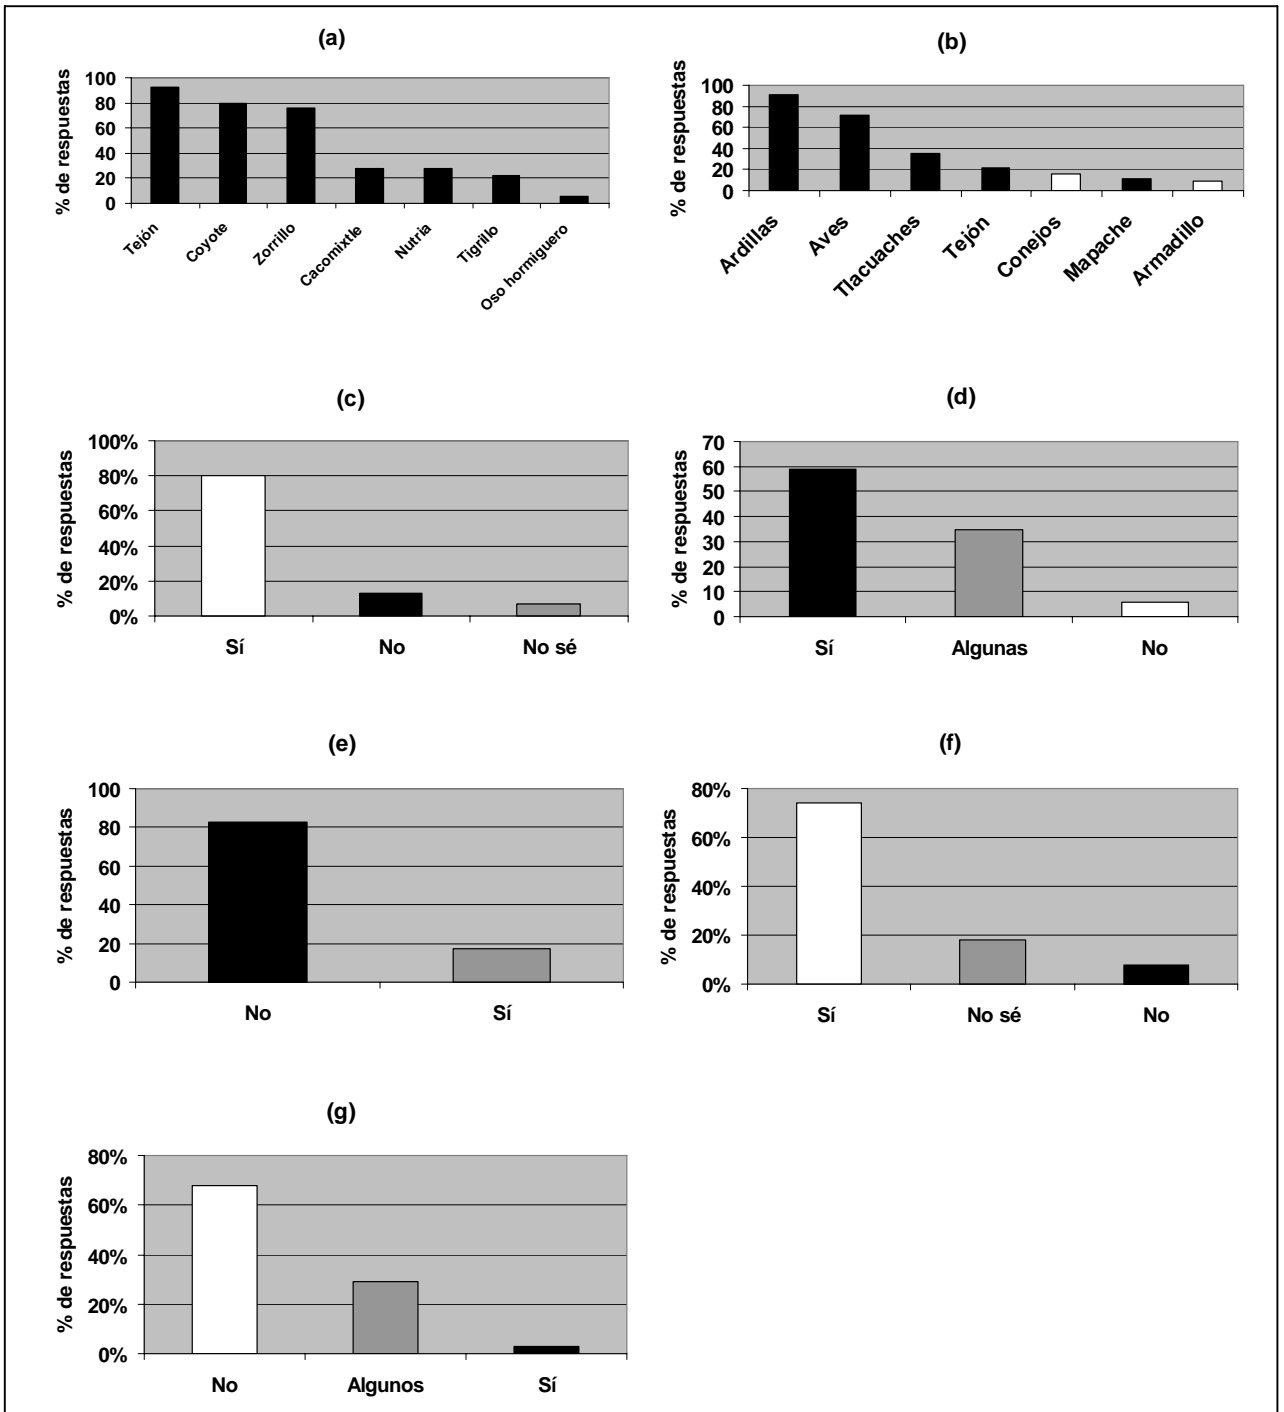 (a)
% de respuestas
100
80
60
40
20
0
Tejón
Coyote
Zorrillo
Cacomixtle
Nutria
Tigrillo
Oso hormiguero
(b)
% de respuestas
100
80
60
40
20
0
Ardillas
Aves
Tlacuaches
Tejón
Conejos
Mapache
Armadillo
(c)
% de respuestas
100%
80%
60%
40%
20%
0%
Sí
No
No sé
(d)
% de respuestas
70
60
50
40
30
20
10
0
Sí
Algunas
No
(e)
% de respuestas
100
80
60
40
20
0
No
Sí
(f)
% de respuestas
80%
60%
40%
20%
0%
Sí
No sé
No
(g)
% de respuestas
80%
60%
40%
20%
0%
No
Algunos
Sí